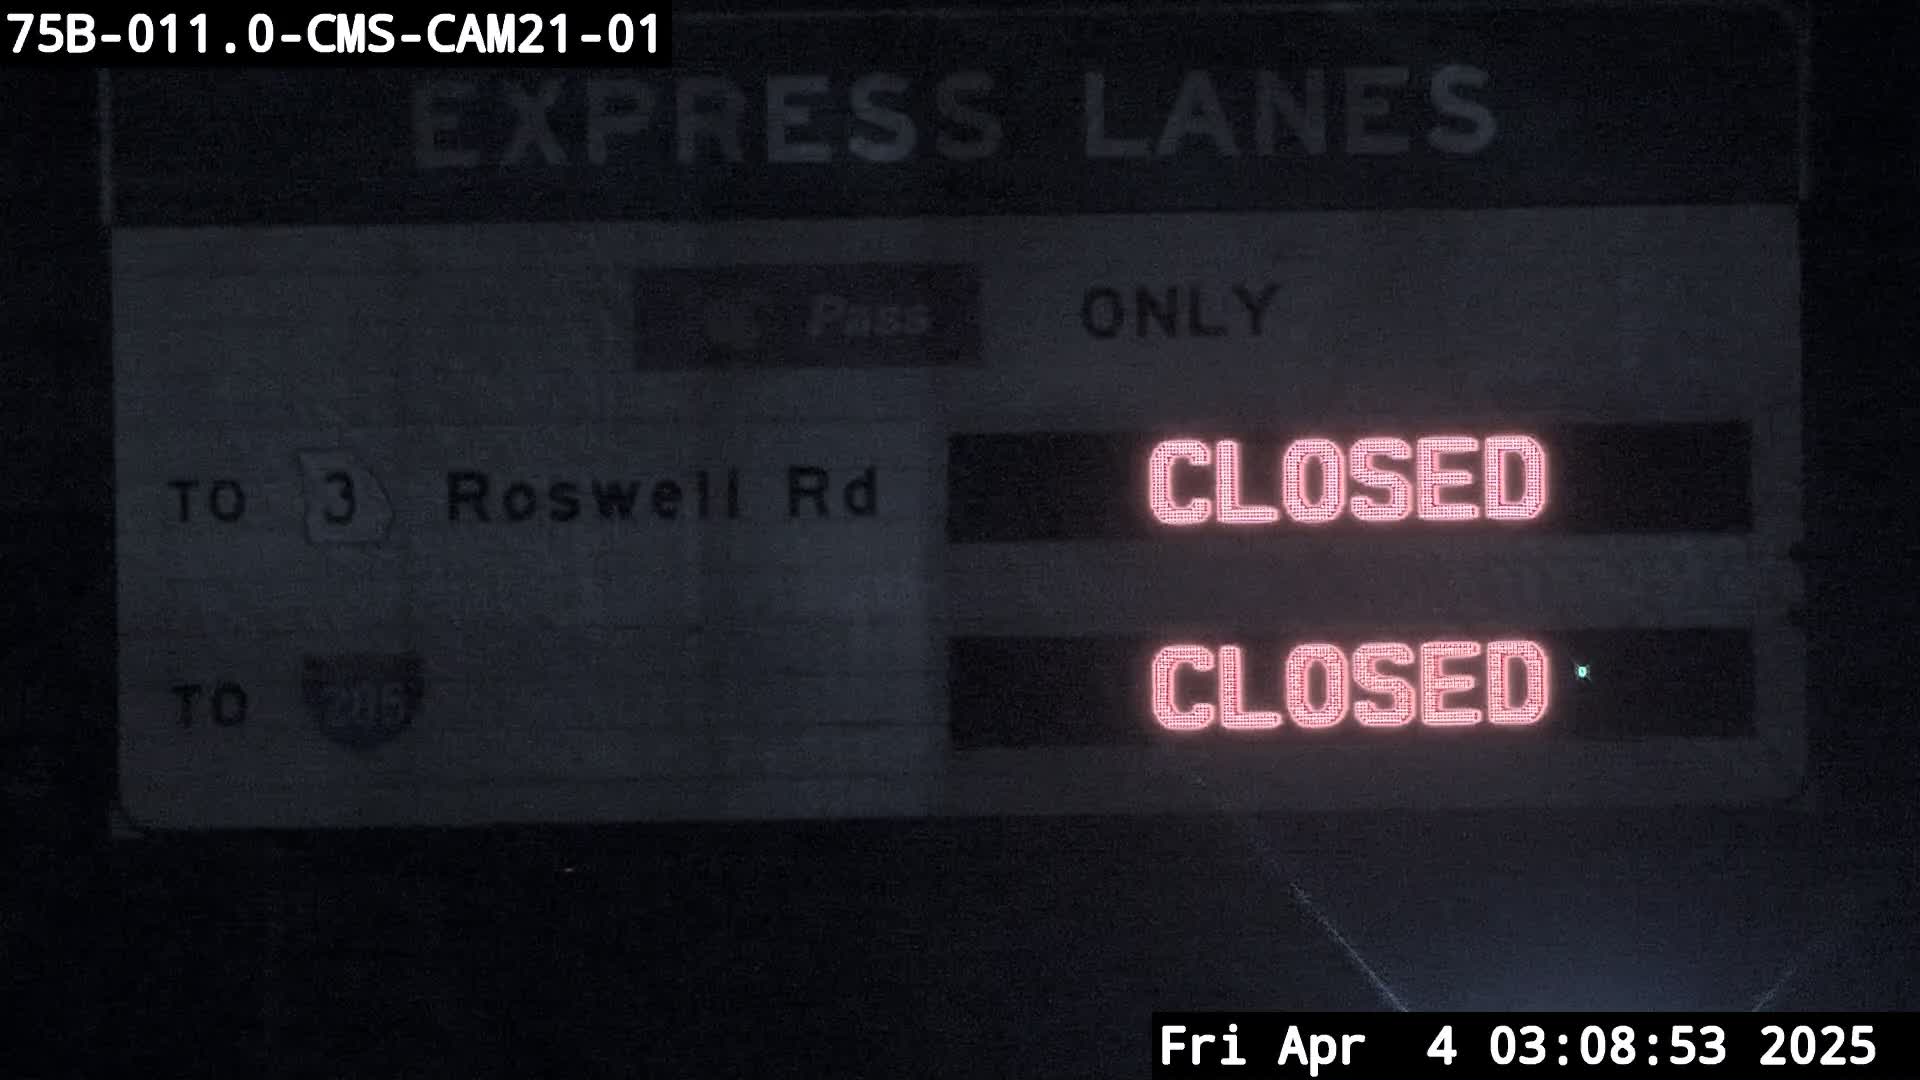 75B-011.0-CMS-CAM21-01
EXPRESS LANES
Pass ONLY
TO 3 Roswell Rd CLOSED
TO 285 CLOSED
Fri Apr 4 03:08:53 2025